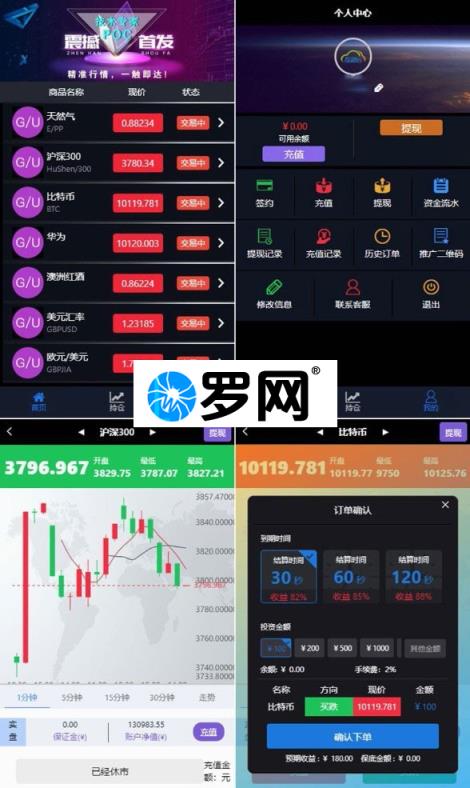 技术专家
POC
震撼 首发
ZHEN HAN SHOU FA
精准行情，一触即达！
商品名称 现价 状态
G/U 天然气 E/PP 0.88234 交易中
G/U 沪深300 HuShen/300 3780.34 交易中
G/U 比特币 BTC 10119.781 交易中
G/U 华为 10120.003 交易中
G/U 澳洲红酒 0.86224 交易中
G/U 美元汇率 GBPUSD 1.23185 交易中
G/U 欧元/美元 GBPJIA
首页 持仓
个人中心
¥0.00 提现
可用余额
充值
签约 充值 提现 资金流水
提现记录 充值记录 历史订单 推广二维码
修改信息 联系客服 退出
持仓 我的
罗网®
沪深300 提现
3796.967 开盘 3829.75 最低 3787.07 最高 3827.21
3857.47000
3840.00000
3820.00000
3800.00000
3796.967
3780.00000
3760.00000
3740.00000
3733.80000
1分钟 5分钟 15分钟 30分钟 走势
实盘 0.00 保证金(¥) 130983.55 账户净值(¥) 充值
已经休市 充值金额：元
比特币 提现
10119.781 开盘 10119.77 最低 9750 最高 10125.76
订单确认
到期时间
结算时间 30 秒 收益 82%
结算时间 60 秒 收益 85%
结算时间 120 秒 收益 88%
投资金额
¥100 ¥200 ¥500 ¥1000 其他金额
余额: ¥ 0.00 手续费：2%
名称 方向 现价 金额
比特币 买跌 10119.781 ¥100
确认下单
预期收益：¥ 180.00 保底金额：¥ 0.00